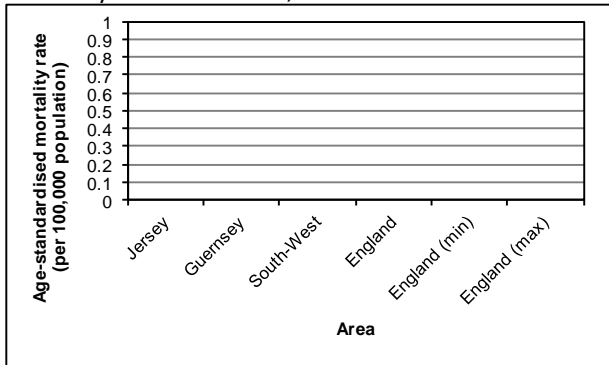 1
0.9
0.8
0.7
0.6
0.5
0.4
0.3
0.2
0.1
0
Age-standardised mortality rate
(per 100,000 population)
Jersey
Guernsey
South-West
England
England (min)
England (max)
Area